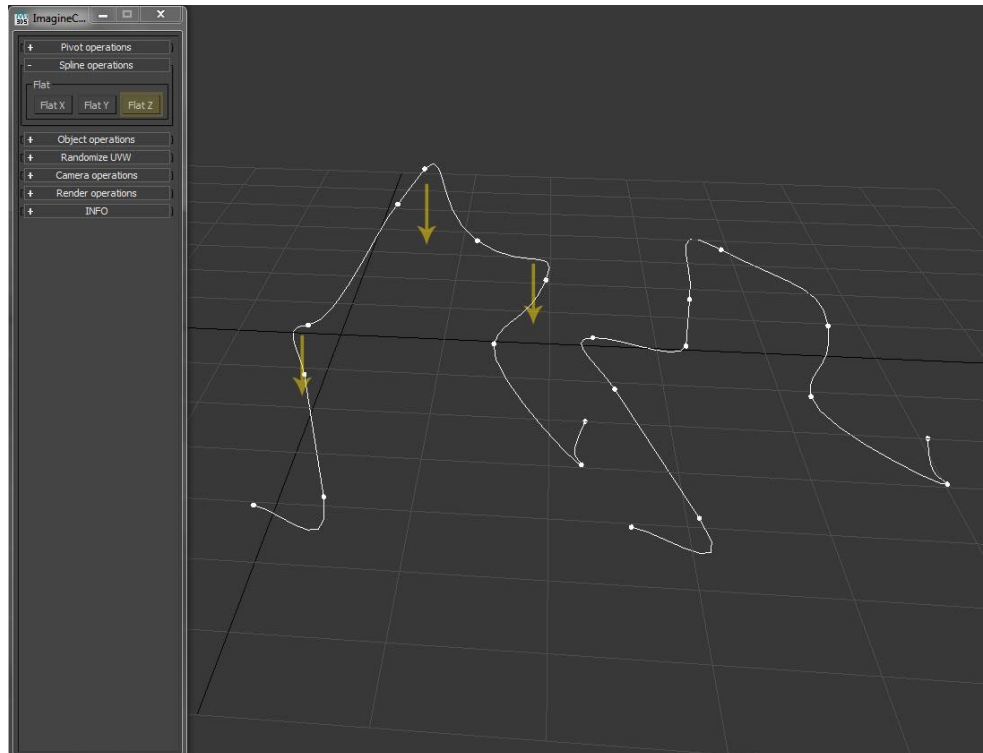 ImagineC...
+ Pivot operations
- Spline operations
Flat
Flat X Flat Y Flat Z
+ Object operations
+ Randomize UVW
+ Camera operations
+ Render operations
+ INFO